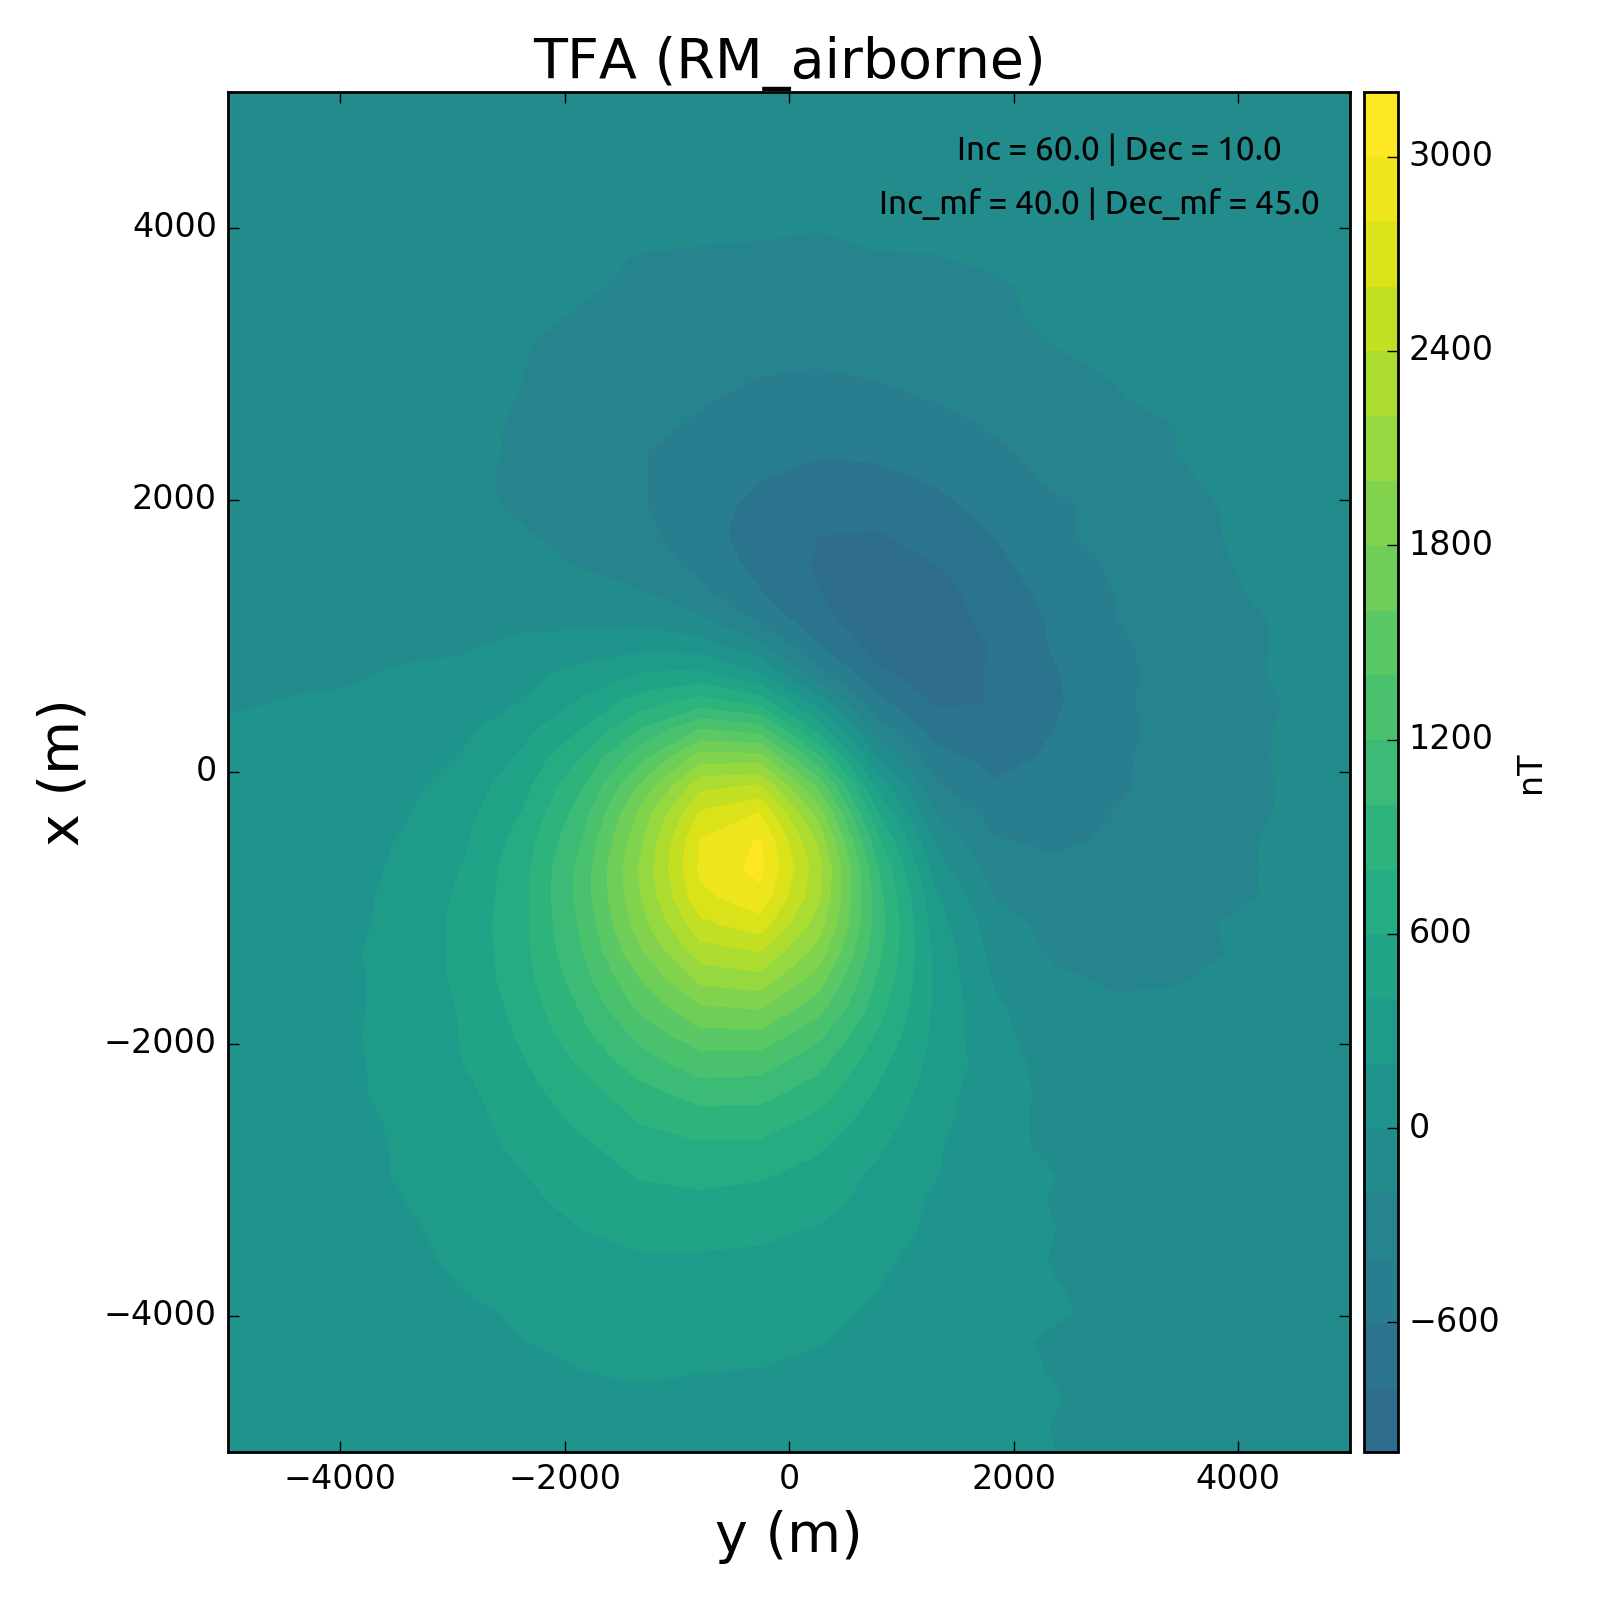 TFA (RM_airborne)
Inc = 60.0 | Dec = 10.0
Inc_mf = 40.0 | Dec_mf = 45.0
4000
2000
0
−2000
−4000
x (m)
−4000
−2000
0
2000
4000
y (m)
3000
2400
1800
1200
600
0
−600
nT